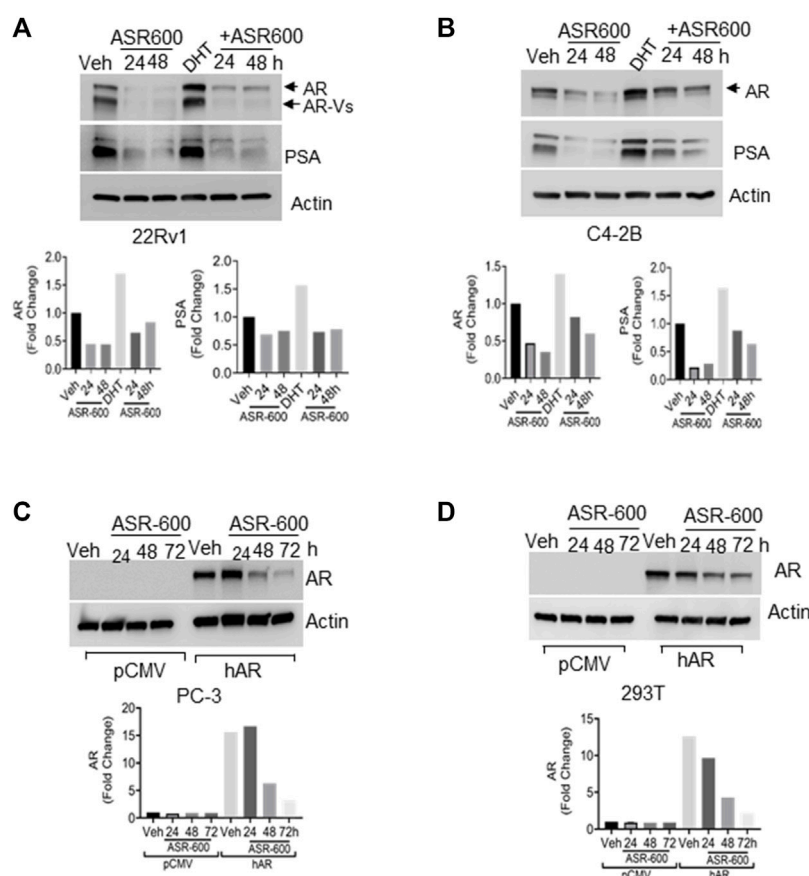 A
ASR600 +ASR600
Veh 24 48 DHT 24 48 h
AR
AR-Vs
PSA
Actin
22Rv1
AR
(Fold Change)
2.0
1.5
1.0
0.5
0.0
Veh 24 48 DHT 24 48h
ASR-600 ASR-600
PSA
(Fold Change)
2.0
1.5
1.0
0.5
0.0
Veh 24 48 DHT 24 48h
ASR-600 ASR-600
B
ASR600 +ASR600
Veh 24 48 DHT 24 48 h
AR
PSA
Actin
C4-2B
AR
(Fold Change)
1.5
1.0
0.5
0.0
Veh 24 48 DHT 24 48h
ASR-600 ASR-600
PSA
(Fold Change)
2.0
1.5
1.0
0.5
0.0
Veh 24 48 DHT 24 48h
ASR-600 ASR-600
C
ASR-600 ASR-600
Veh 24 48 72 Veh 24 48 72 h
AR
Actin
pCMV hAR
PC-3
AR
(Fold Change)
20
15
10
5
0
Veh 24 48 72 Veh 24 48 72h
ASR-600 ASR-600
pCMV hAR
D
ASR-600 ASR-600
Veh 24 48 72 Veh 24 48 72 h
AR
Actin
pCMV hAR
293T
AR
(Fold Change)
15
10
5
0
Veh 24 48 72 Veh 24 48 72h
ASR-600 ASR-600
pCMV hAR